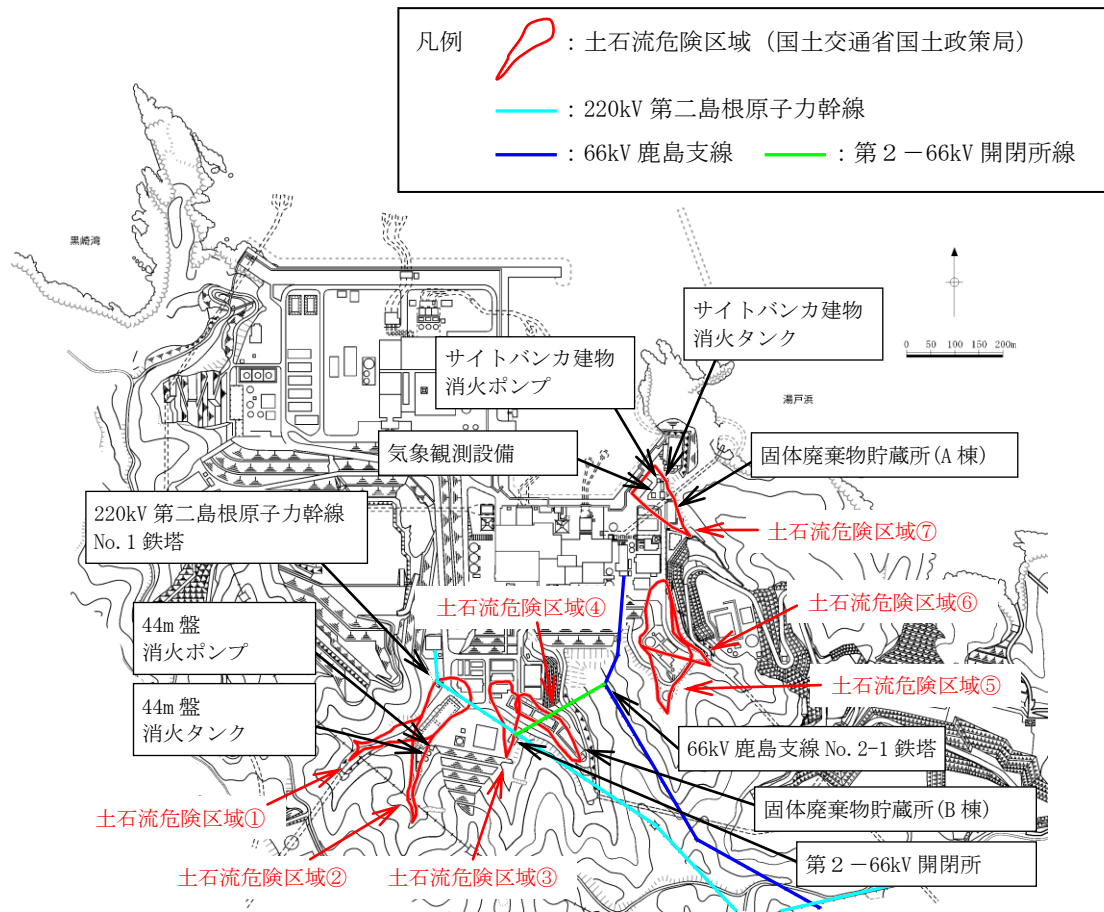 凡例
：土石流危険区域（国土交通省国土政策局）
：220kV 第二島根原子力幹線
：66kV 鹿島支線
：第２－66kV 開閉所線
黒崎湾
サイトバンカ建物
消火タンク
サイトバンカ建物
消火ポンプ
0 50 100 150 200m
湯戸浜
気象観測設備
固体廃棄物貯蔵所(A 棟)
220kV 第二島根原子力幹線
No.1 鉄塔
土石流危険区域⑦
土石流危険区域④
土石流危険区域⑥
44m 盤
消火ポンプ
土石流危険区域⑤
44m 盤
消火タンク
66kV 鹿島支線 No.2-1 鉄塔
土石流危険区域①
固体廃棄物貯蔵所(B 棟)
土石流危険区域②
土石流危険区域③
第２－66kV 開閉所